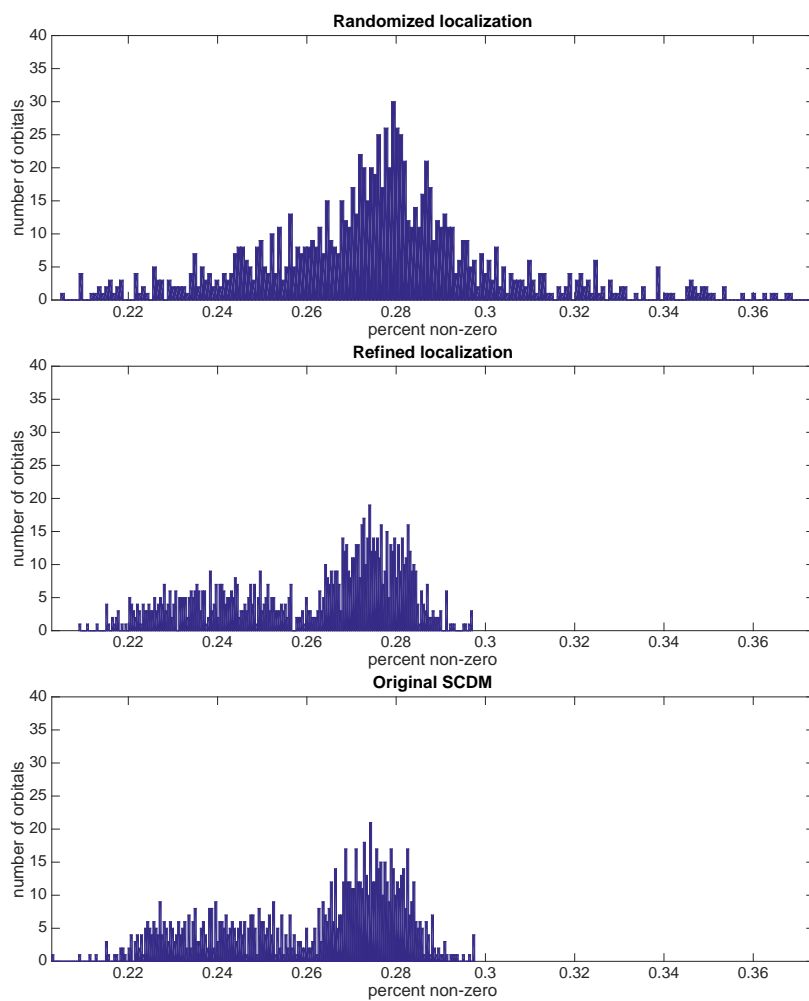 Randomized localization
40
35
30
25
20
15
10
5
0
number of orbitals
0.22 0.24 0.26 0.28 0.3 0.32 0.34 0.36
percent non-zero
Refined localization
40
35
30
25
20
15
10
5
0
number of orbitals
0.22 0.24 0.26 0.28 0.3 0.32 0.34 0.36
percent non-zero
Original SCDM
40
35
30
25
20
15
10
5
0
number of orbitals
0.22 0.24 0.26 0.28 0.3 0.32 0.34 0.36
percent non-zero